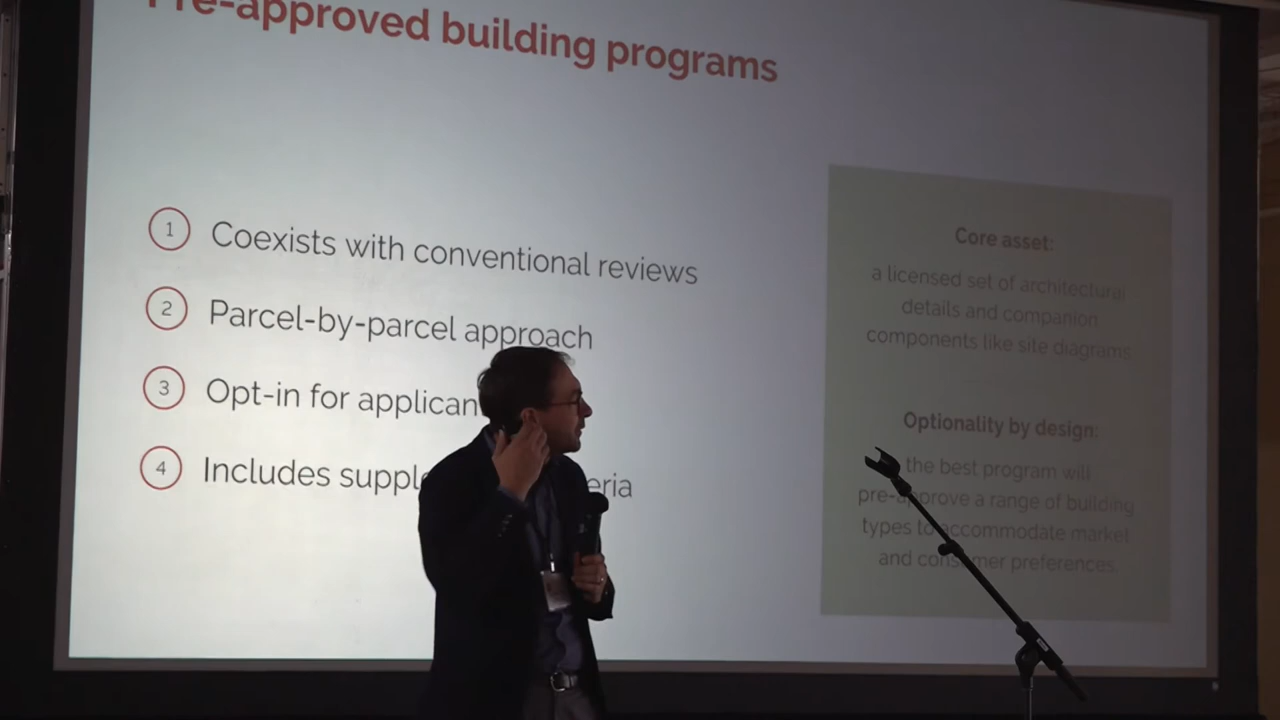 Pre-approved building programs
1 Coexists with conventional reviews
2 Parcel-by-parcel approach
3 Opt-in for applican
4 Includes supple eria
Core asset:
a licensed set of architectural
details and companion
components like site diagrams
Optionality by design:
the best program will
pre-approve a range of building
types to accommodate market
and consumer preferences.